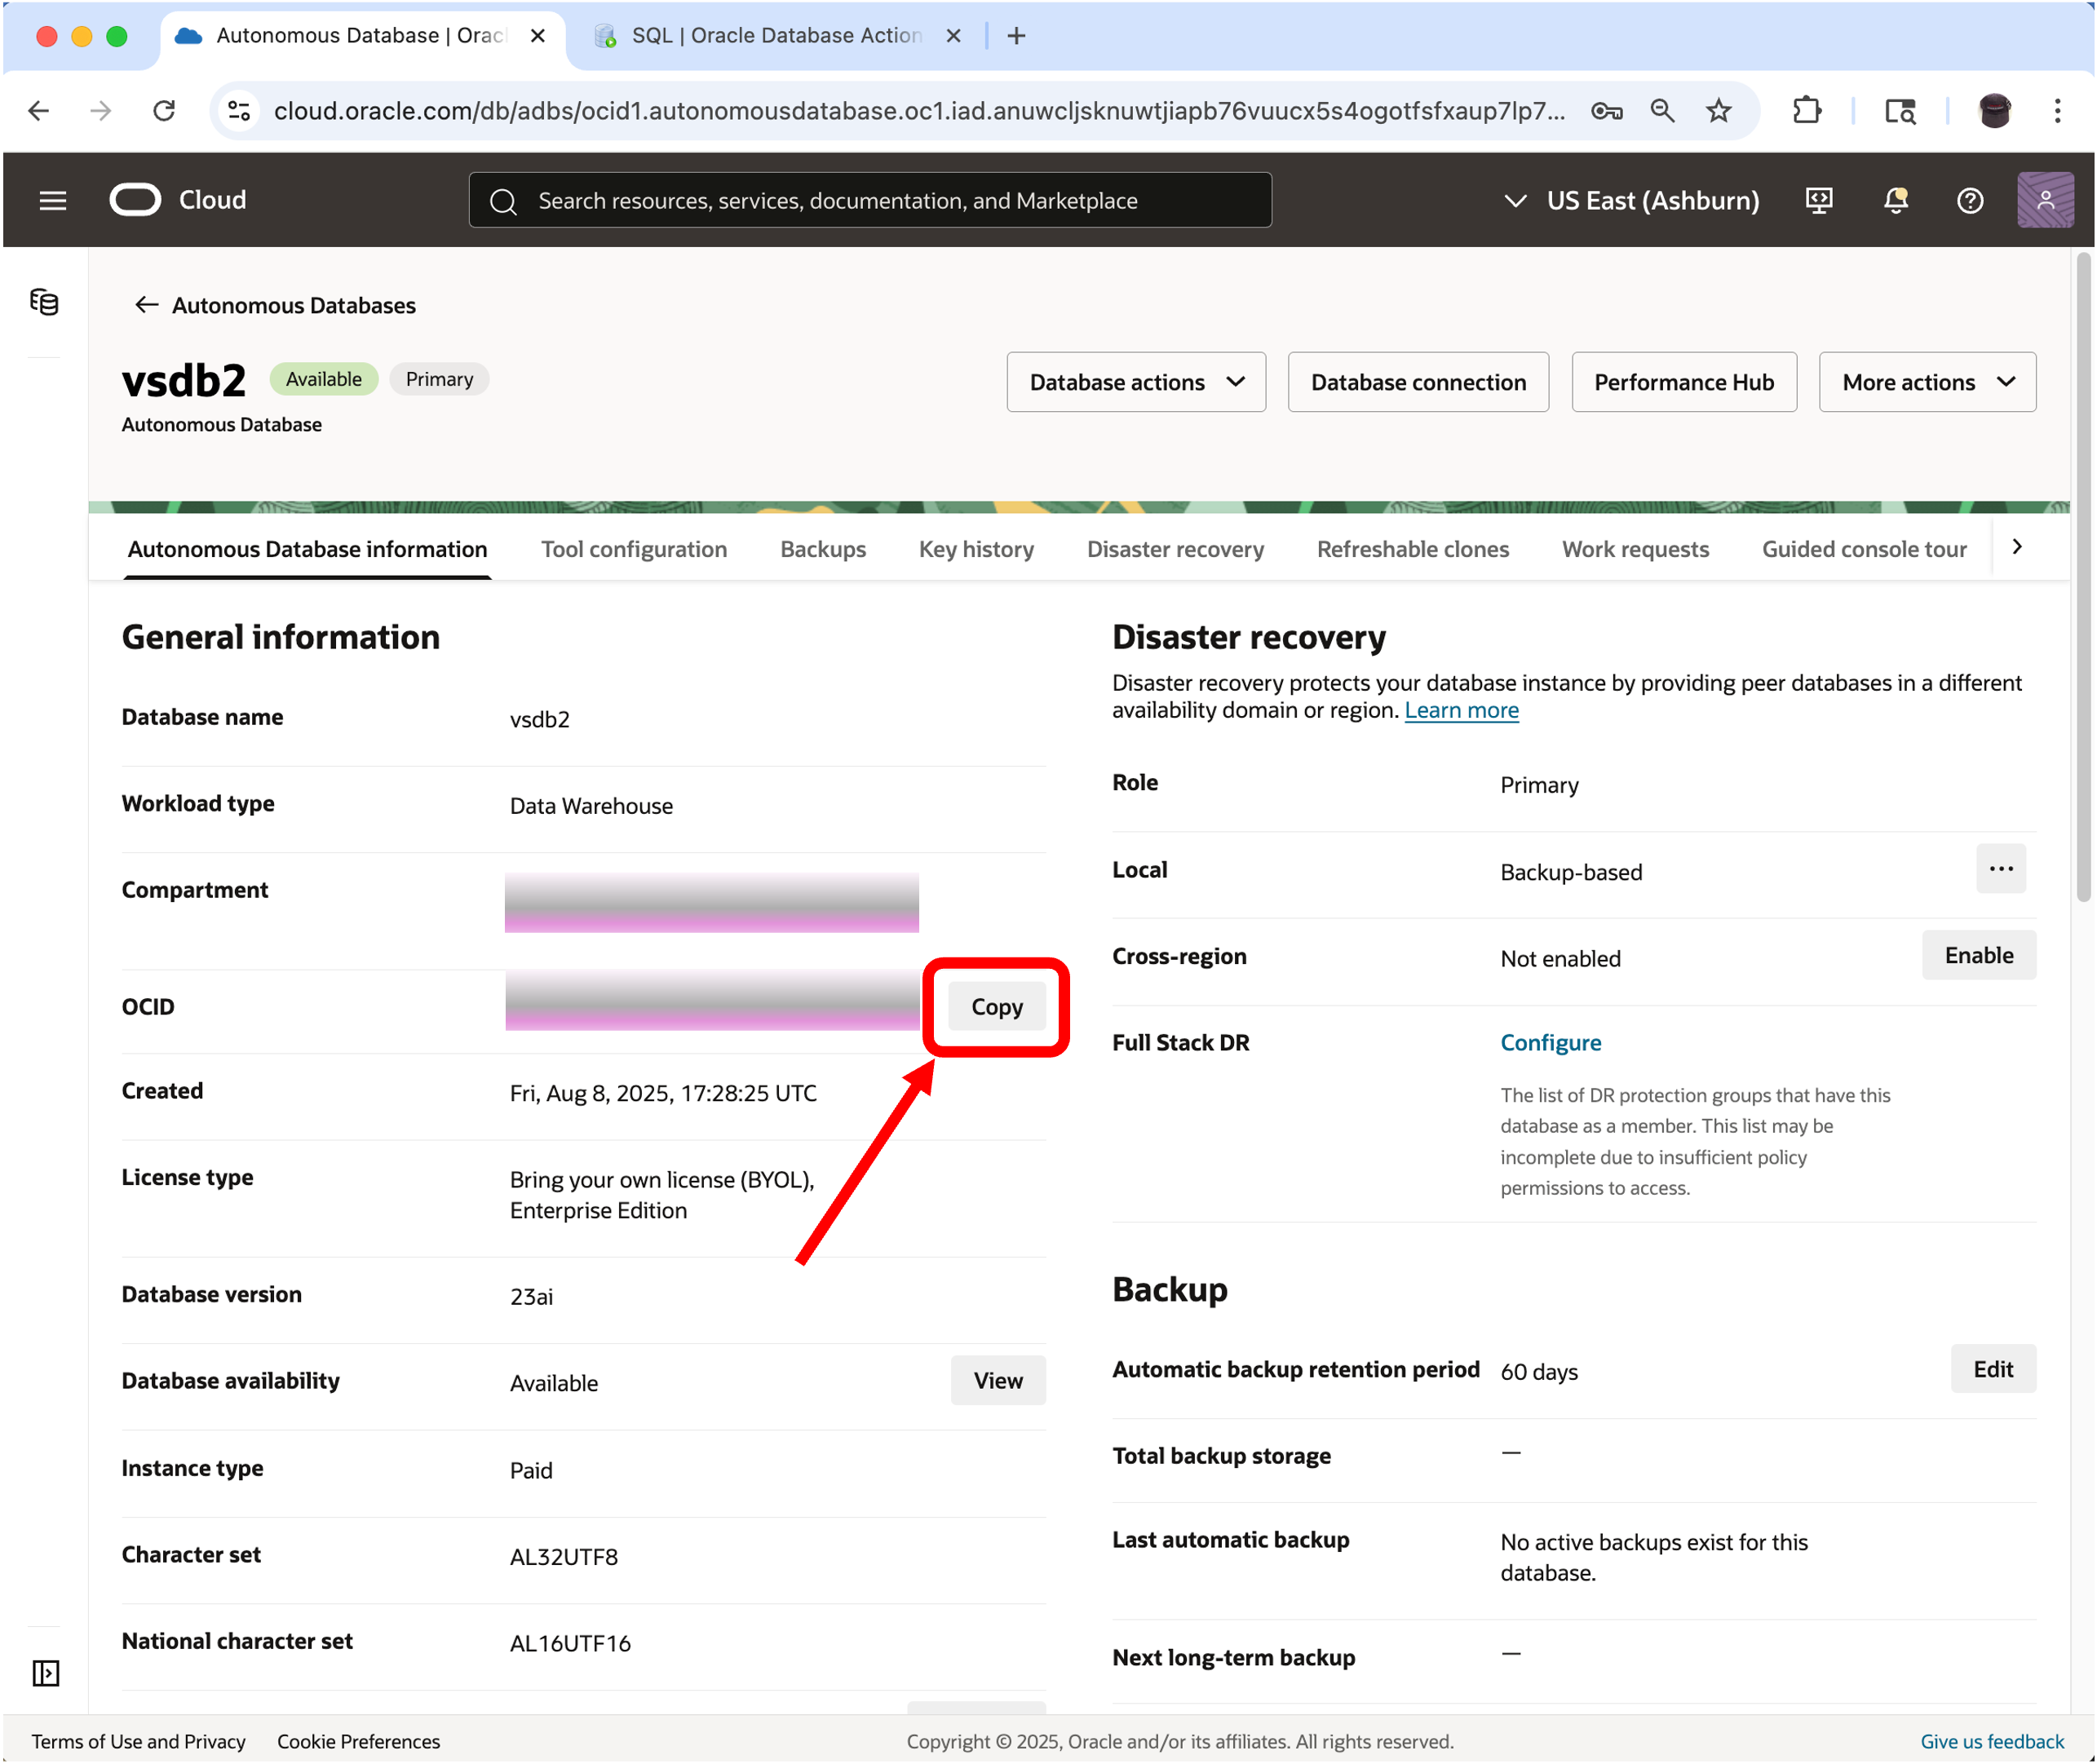 Autonomous Database | Orac
SQL | Oracle Database Action
cloud.oracle.com/db/adbs/ocid1.autonomousdatabase.oc1.iad.anuwcljsknuwtjiapb76vuucx5s4ogotfsfxaup7lp7...
Cloud
Search resources, services, documentation, and Marketplace
US East (Ashburn)
Autonomous Databases
vsdb2
Available
Primary
Autonomous Database
Database actions
Database connection
Performance Hub
More actions
Autonomous Database information
Tool configuration
Backups
Key history
Disaster recovery
Refreshable clones
Work requests
Guided console tour
General information
Database name
vsdb2
Workload type
Data Warehouse
Compartment
OCID
Copy
Created
Fri, Aug 8, 2025, 17:28:25 UTC
License type
Bring your own license (BYOL),
Enterprise Edition
Database version
23ai
Database availability
Available
View
Instance type
Paid
Character set
AL32UTF8
National character set
AL16UTF16
Disaster recovery
Disaster recovery protects your database instance by providing peer databases in a different
availability domain or region. Learn more
Role
Primary
Local
Backup-based
...
Cross-region
Not enabled
Enable
Full Stack DR
Configure
The list of DR protection groups that have this
database as a member. This list may be
incomplete due to insufficient policy
permissions to access.
Backup
Automatic backup retention period
60 days
Edit
Total backup storage
—
Last automatic backup
No active backups exist for this
database.
Next long-term backup
—
Terms of Use and Privacy
Cookie Preferences
Copyright © 2025, Oracle and/or its affiliates. All rights reserved.
Give us feedback